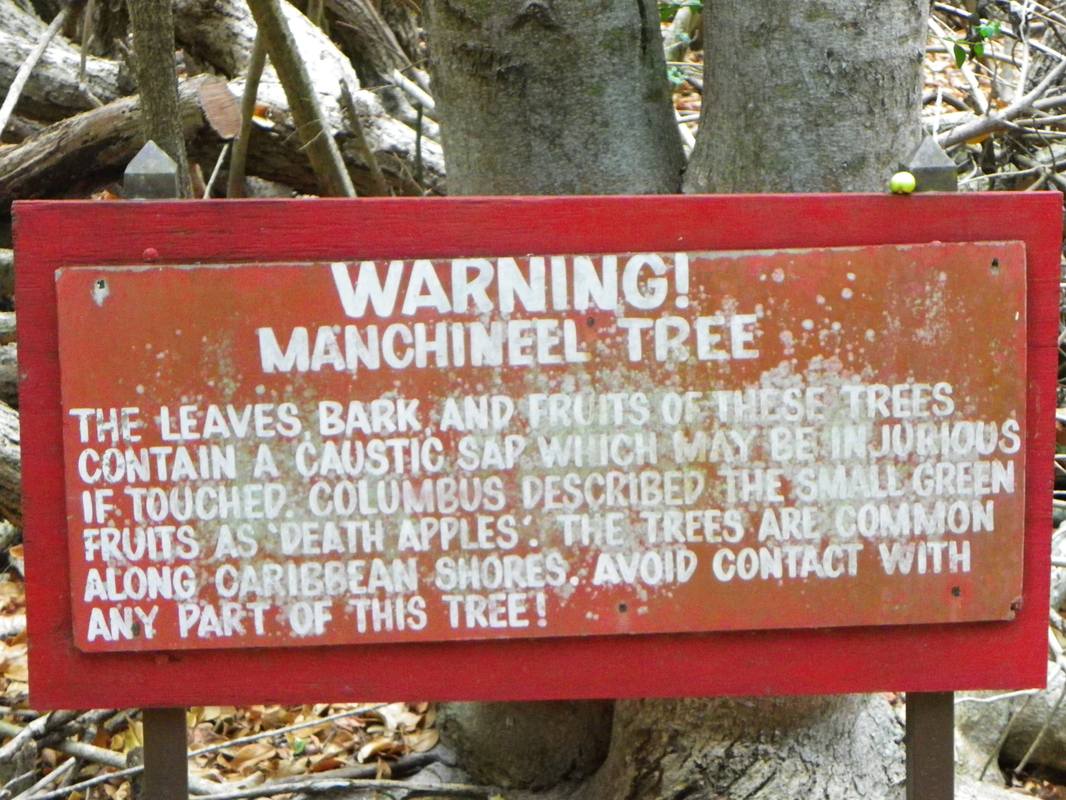 WARNING!
MANCHINEEL TREE
THE LEAVES, BARK, AND FRUITS OF THESE TREES
CONTAIN A CAUSTIC SAP WHICH MAY BE INJURIOUS
IF TOUCHED. COLUMBUS DESCRIBED THE SMALL GREEN
FRUITS AS 'DEATH APPLES'. THE TREES ARE COMMON
ALONG CARIBBEAN SHORES. AVOID CONTACT WITH
ANY PART OF THIS TREE!